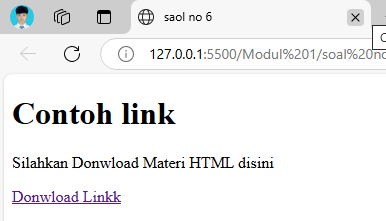 saol no 6
127.0.0.1:5500/Modul%201/soal%20no
Contoh link
Silahkan Donwload Materi HTML disini
Donwload Linkk